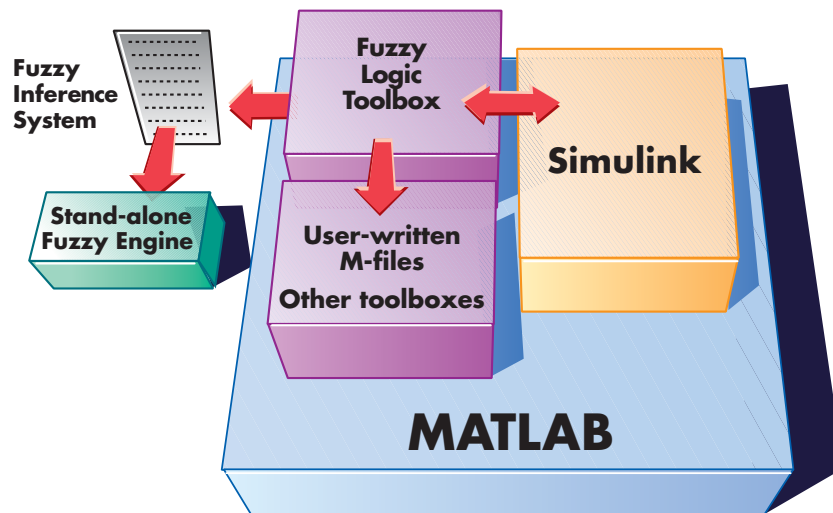 Fuzzy
Inference
System
Fuzzy
Logic
Toolbox
Simulink
Stand-alone
Fuzzy Engine
User-written
M-files
Other toolboxes
MATLAB